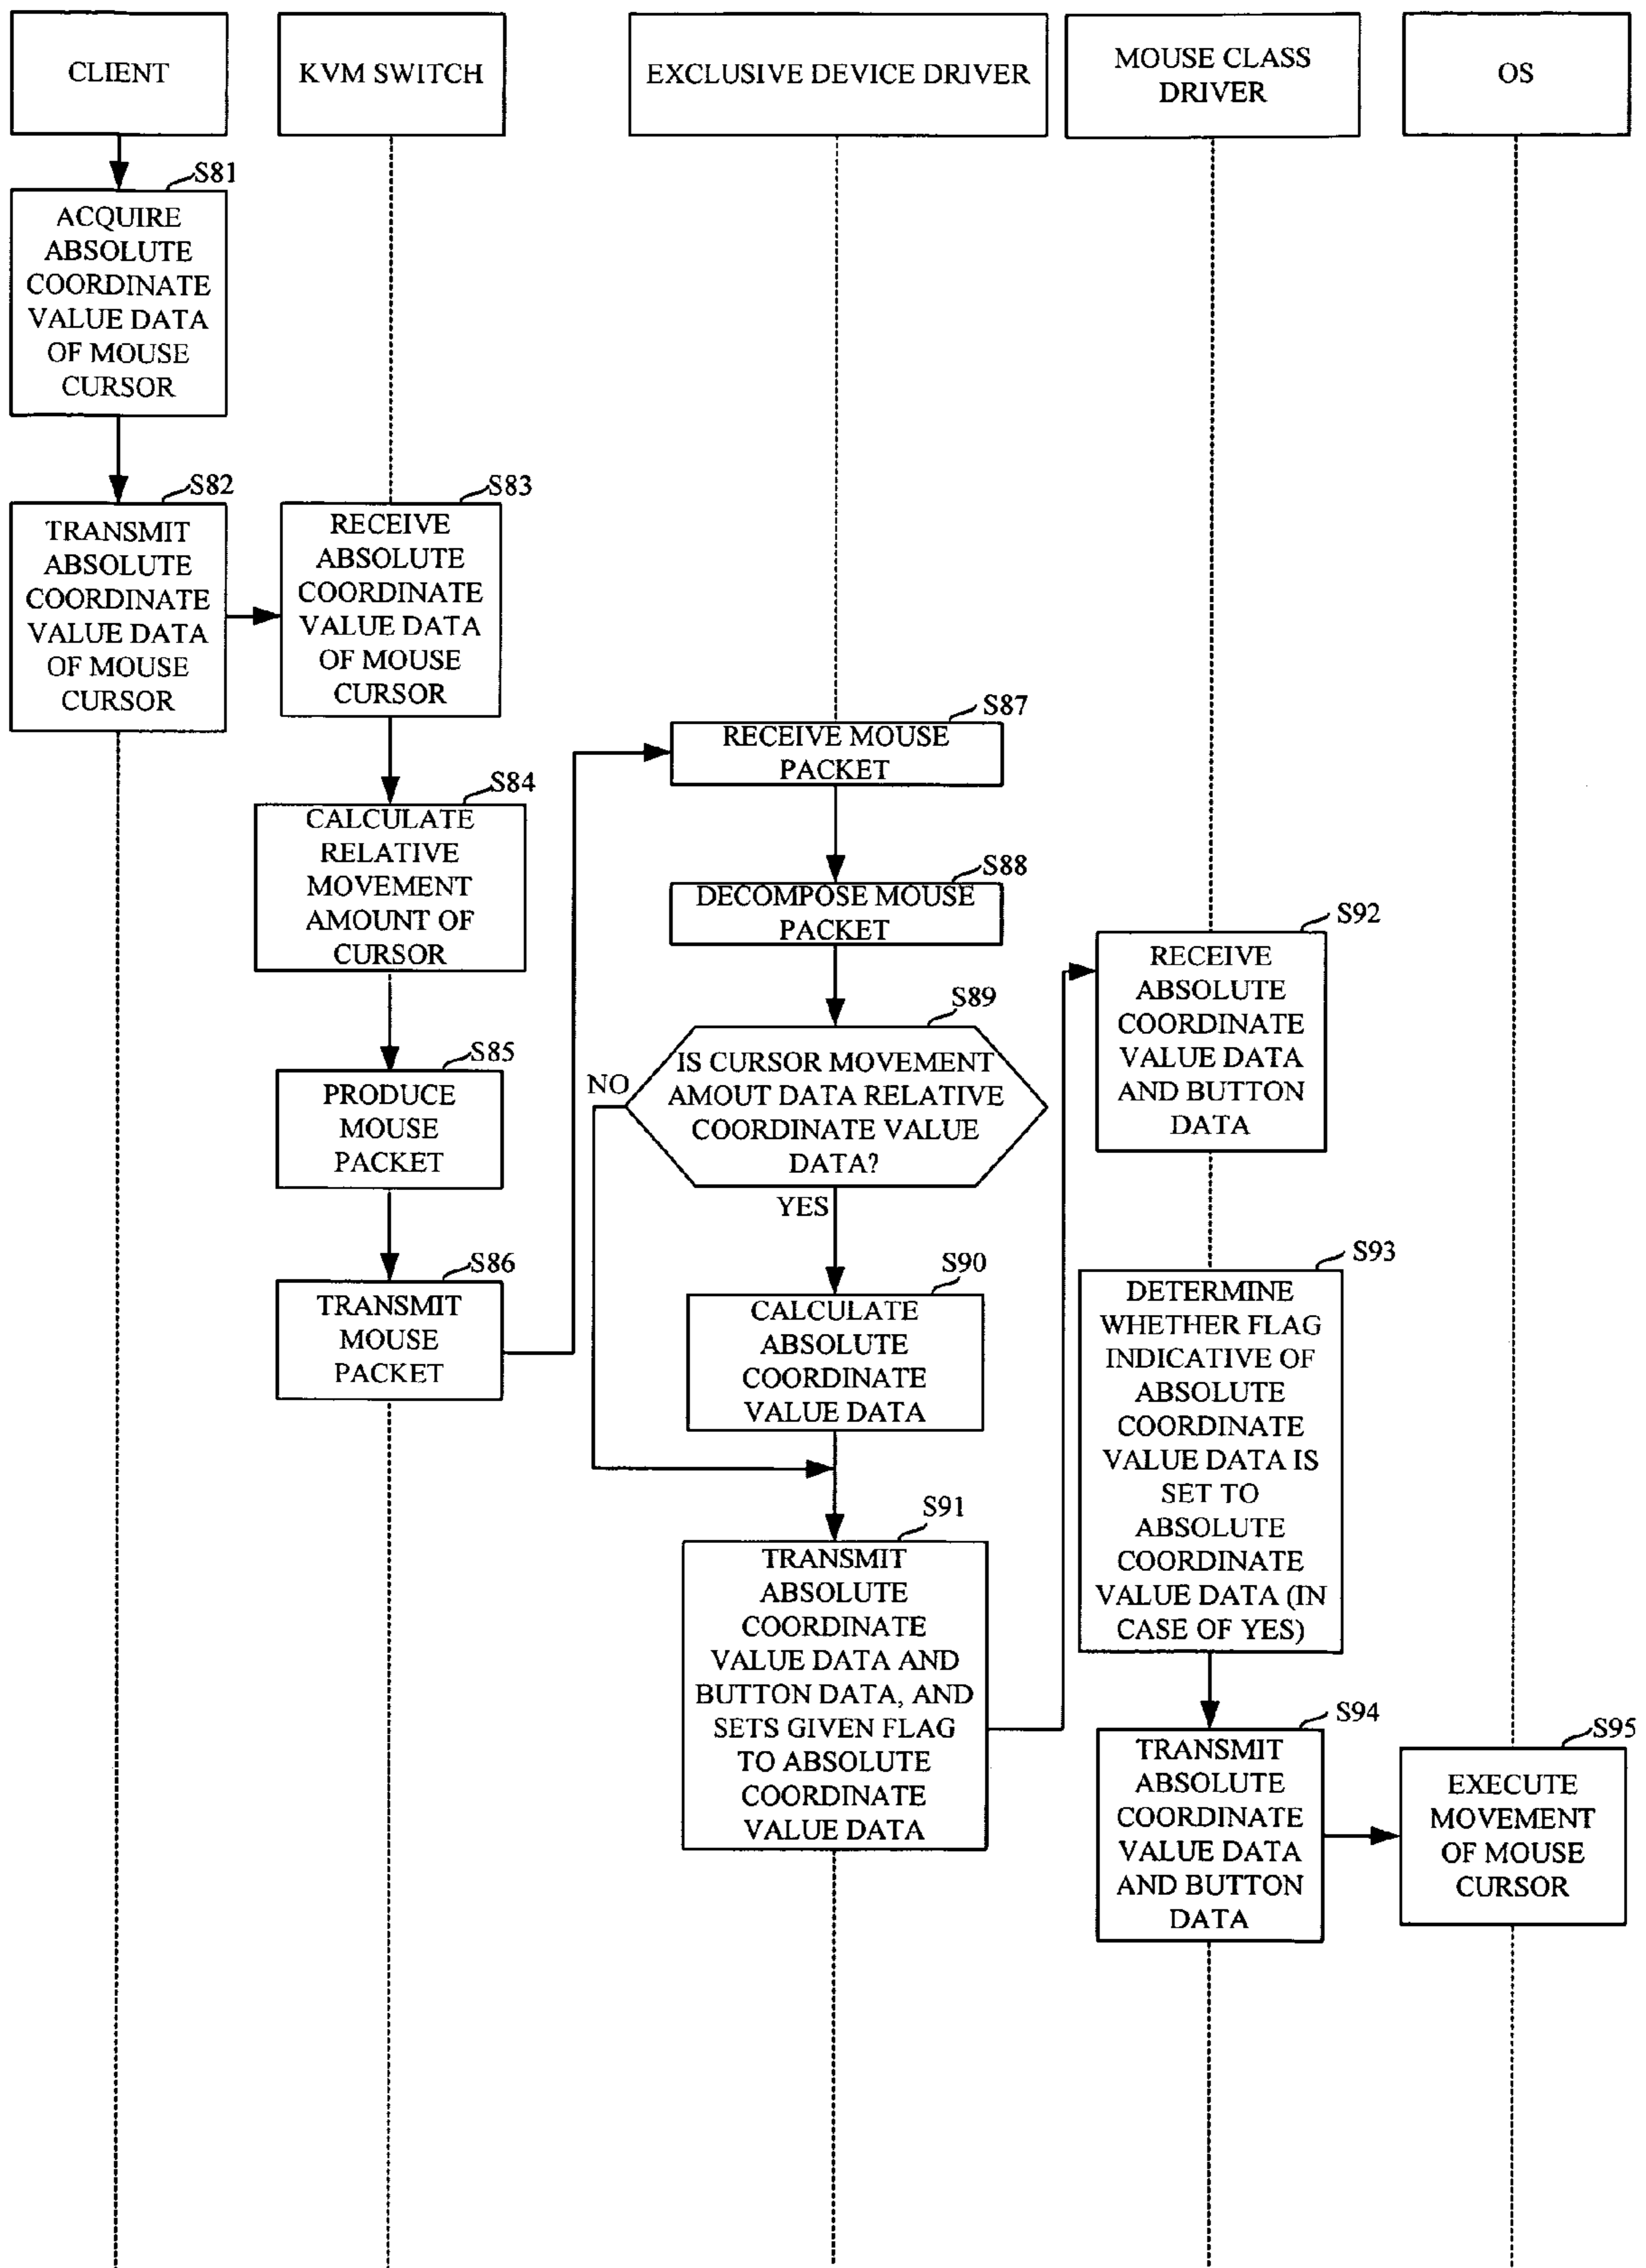 CLIENT
KVM SWITCH
EXCLUSIVE DEVICE DRIVER
MOUSE CLASS
DRIVER
OS
S81
ACQUIRE
ABSOLUTE
COORDINATE
VALUE DATA
OF MOUSE
CURSOR
S82
TRANSMIT
ABSOLUTE
COORDINATE
VALUE DATA
OF MOUSE
CURSOR
S83
RECEIVE
ABSOLUTE
COORDINATE
VALUE DATA
OF MOUSE
CURSOR
S84
CALCULATE
RELATIVE
MOVEMENT
AMOUNT OF
CURSOR
S85
PRODUCE
MOUSE
PACKET
S86
TRANSMIT
MOUSE
PACKET
S87
RECEIVE MOUSE
PACKET
S88
DECOMPOSE MOUSE
PACKET
S89
IS CURSOR MOVEMENT
AMOUT DATA RELATIVE
COORDINATE VALUE
DATA?
NO
YES
S90
CALCULATE
ABSOLUTE
COORDINATE
VALUE DATA
S91
TRANSMIT
ABSOLUTE
COORDINATE
VALUE DATA AND
BUTTON DATA, AND
SETS GIVEN FLAG
TO ABSOLUTE
COORDINATE
VALUE DATA
S92
RECEIVE
ABSOLUTE
COORDINATE
VALUE DATA
AND BUTTON
DATA
S93
DETERMINE
WHETHER FLAG
INDICATIVE OF
ABSOLUTE
COORDINATE
VALUE DATA IS
SET TO
ABSOLUTE
COORDINATE
VALUE DATA (IN
CASE OF YES)
S94
TRANSMIT
ABSOLUTE
COORDINATE
VALUE DATA
AND BUTTON
DATA
S95
EXECUTE
MOVEMENT
OF MOUSE
CURSOR